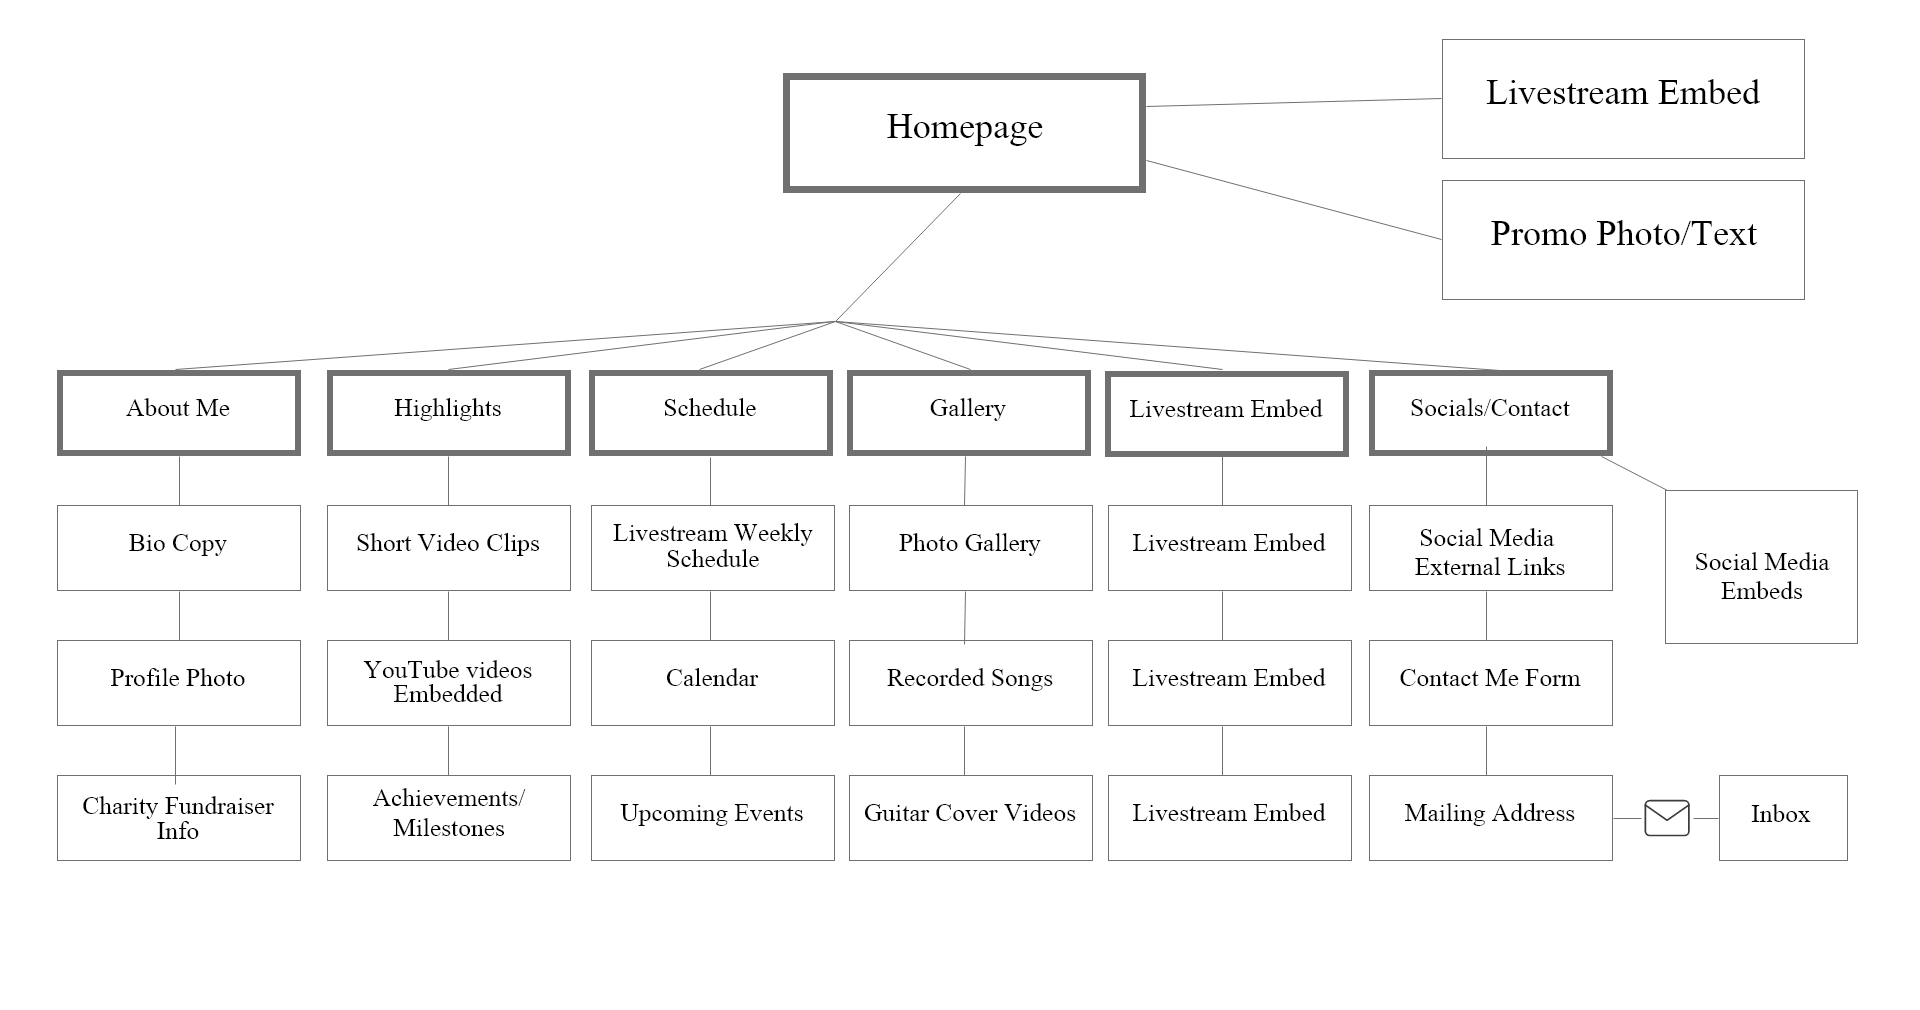 Homepage
Livestream Embed
Promo Photo/Text
About Me
Highlights
Schedule
Gallery
Livestream Embed
Socials/Contact
Bio Copy
Short Video Clips
Livestream Weekly
Schedule
Photo Gallery
Livestream Embed
Social Media
External Links
Social Media
Embeds
Profile Photo
YouTube videos
Embedded
Calendar
Recorded Songs
Livestream Embed
Contact Me Form
Charity Fundraiser
Info
Achievements/
Milestones
Upcoming Events
Guitar Cover Videos
Livestream Embed
Mailing Address
Inbox